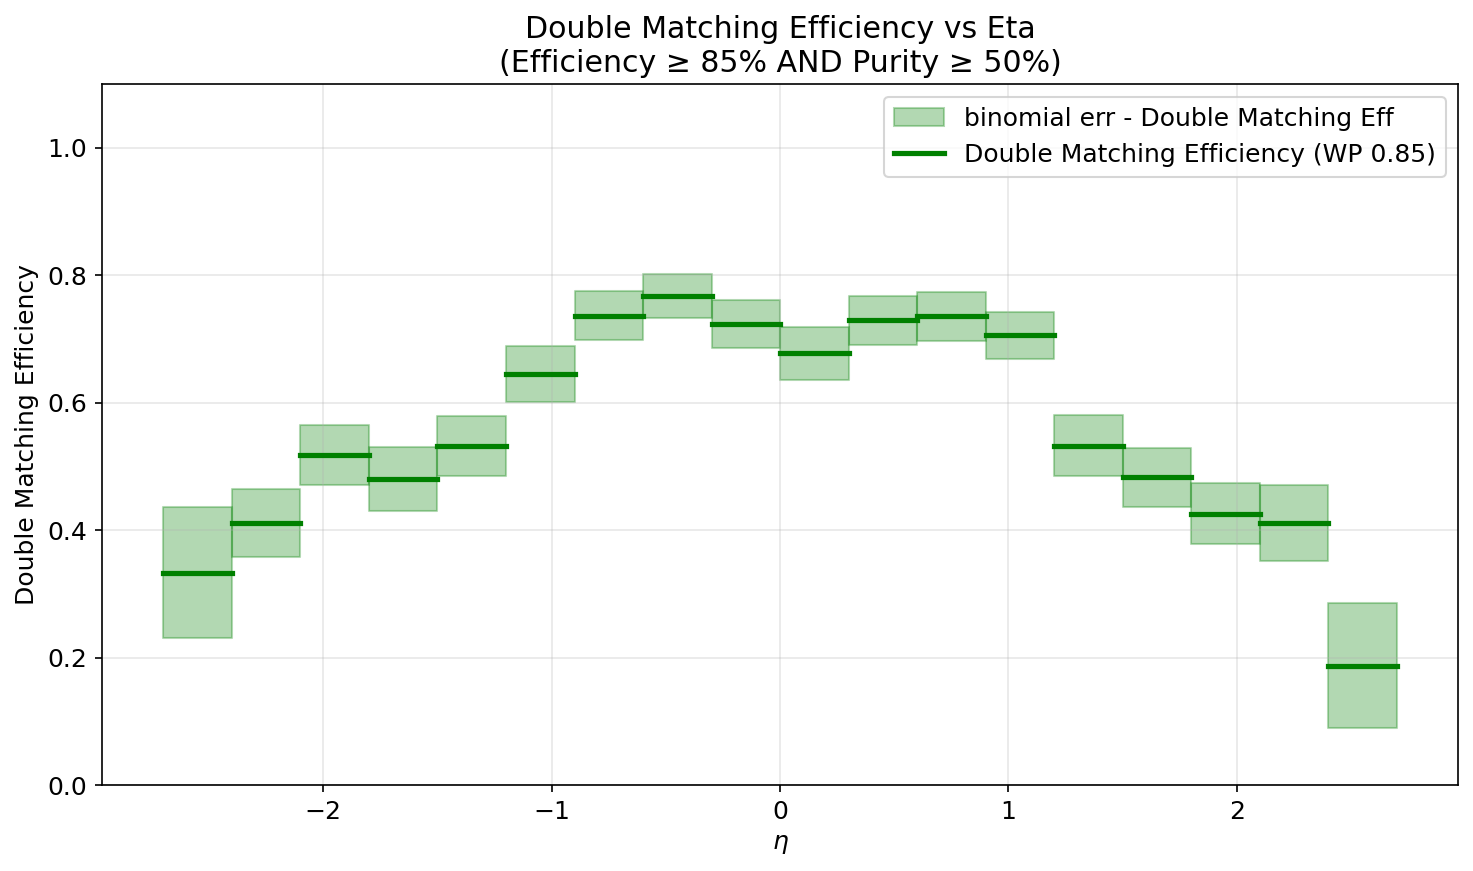 Double Matching Efficiency vs Eta
(Efficiency ≥ 85% AND Purity ≥ 50%)
binomial err - Double Matching Eff
Double Matching Efficiency (WP 0.85)
Double Matching Efficiency
1.0
0.8
0.6
0.4
0.2
0.0
−2
−1
0
1
2
η